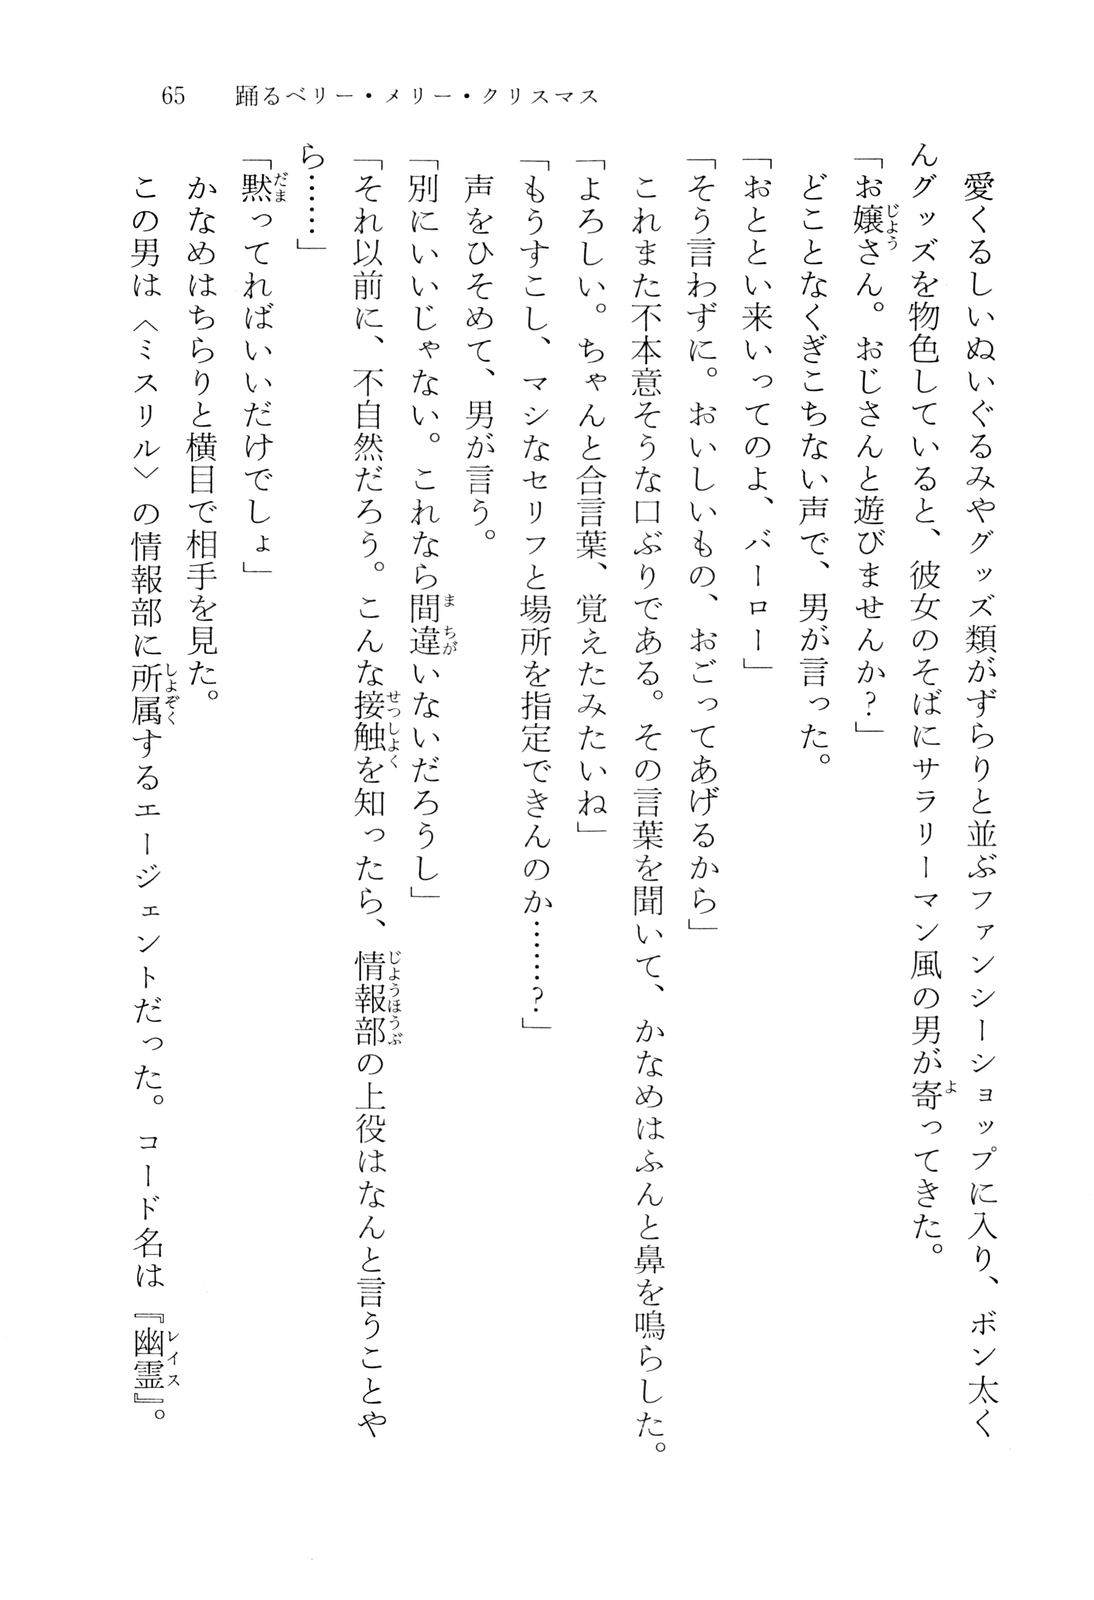 65　踊るベリー・メリー・クリスマス
　愛くるしいぬいぐるみやグッズ類がずらりと並ぶファンシーショップに入り、ボン太く
んグッズを物色していると、彼女のそばにサラリーマン風の男が寄ってきた。
「お嬢さん。おじさんと遊びませんか？」
　どことなくぎこちない声で、男が言った。
「おととい来いってのよ、バーロー」
「そう言わずに。おいしいもの、おごってあげるから」
　これまた不本意そうな口ぶりである。その言葉を聞いて、かなめはふんと鼻を鳴らした。
「よろしい。ちゃんと合言葉、覚えたみたいね」
「もうすこし、マシなセリフと場所を指定できんのか……？」
　声をひそめて、男が言う。
「別にいいじゃない。これなら間違いないだろうし」
「それ以前に、不自然だろう。こんな接触を知ったら、情報部の上役はなんと言うことや
ら……」
「黙ってればいいだけでしょ」
　かなめはちらりと横目で相手を見た。
　この男は〈ミスリル〉の情報部に所属するエージェントだった。コード名は『幽霊』。